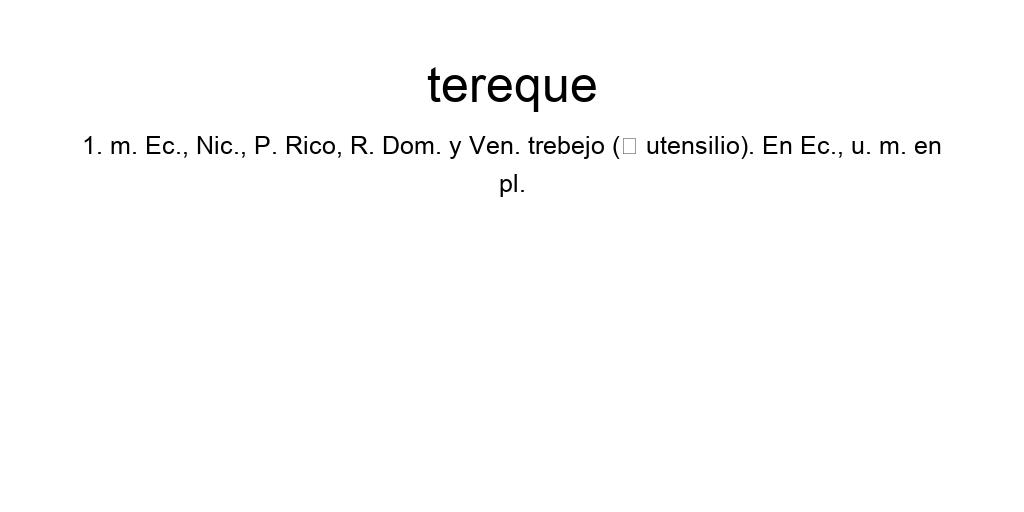 tereque
1. m. Ec., Nic., P. Rico, R. Dom. y Ven. trebejo (□ utensilio). En Ec., u. m. en
pl.